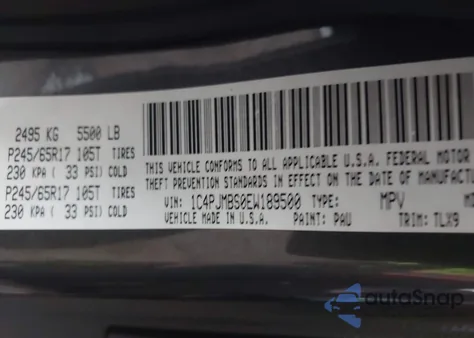 2495 KG 5500 LB
P245/65R17 105T TIRES
230 KPA ( 33 PSI) COLD
P245/65R17 105T TIRES
230 KPA ( 33 PSI) COLD
THIS VEHICLE CONFORMS TO ALL APPLICABLE U.S.A. FEDERAL MOTOR
THEFT PREVENTION STANDARDS IN EFFECT ON THE DATE OF MANUFACTURE
VIN: 1C4PJMBS0EW189500 TYPE: MPV
VEHICLE MADE IN U.S.A. PAINT: PAU TRIM: TLX9
autoSnap